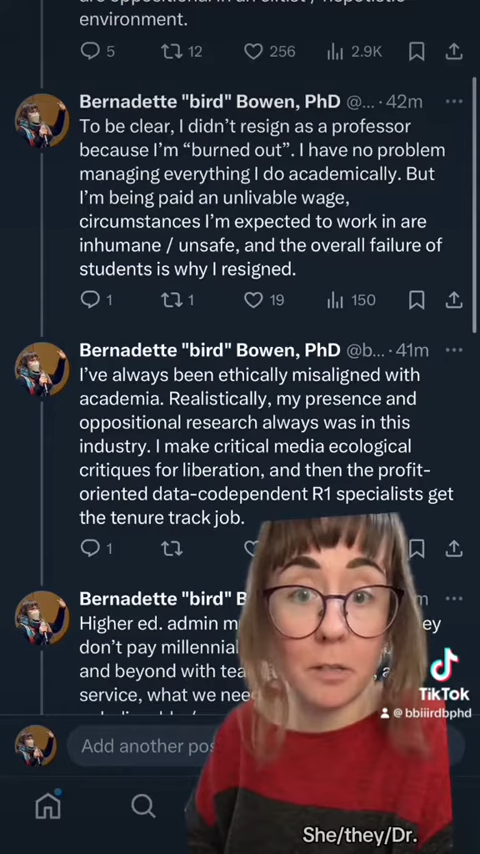 environment.
5 12 256 2.9K
Bernadette "bird" Bowen, PhD @... · 42m ...
To be clear, I didn't resign as a professor
because I'm “burned out”. I have no problem
managing everything I do academically. But
I'm being paid an unlivable wage,
circumstances I'm expected to work in are
inhumane / unsafe, and the overall failure of
students is why I resigned.
1 1 19 150
Bernadette "bird" Bowen, PhD @b... · 41m ...
I've always been ethically misaligned with
academia. Realistically, my presence and
oppositional research always was in this
industry. I make critical media ecological
critiques for liberation, and then the profit-
oriented data-codependent R1 specialists get
the tenure track job.
1
Bernadette "bird" B
Higher ed. admin
don't pay millennial
and beyond with
service, what we
TikTok
@bbiiirdbphd
Add another
She/they/Dr.